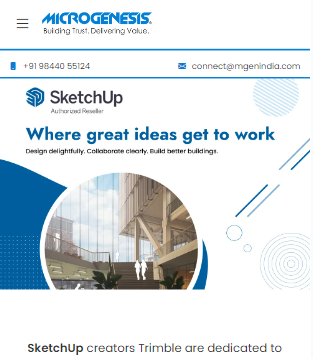 MICROGENESIS.
Building Trust. Delivering Value.
+91 98440 55124 connect@mgenindia.com
SketchUp
Authorized Reseller
Where great ideas get to work
Design delightfully. Collaborate clearly. Build better buildings.
SketchUp creators Trimble are dedicated to